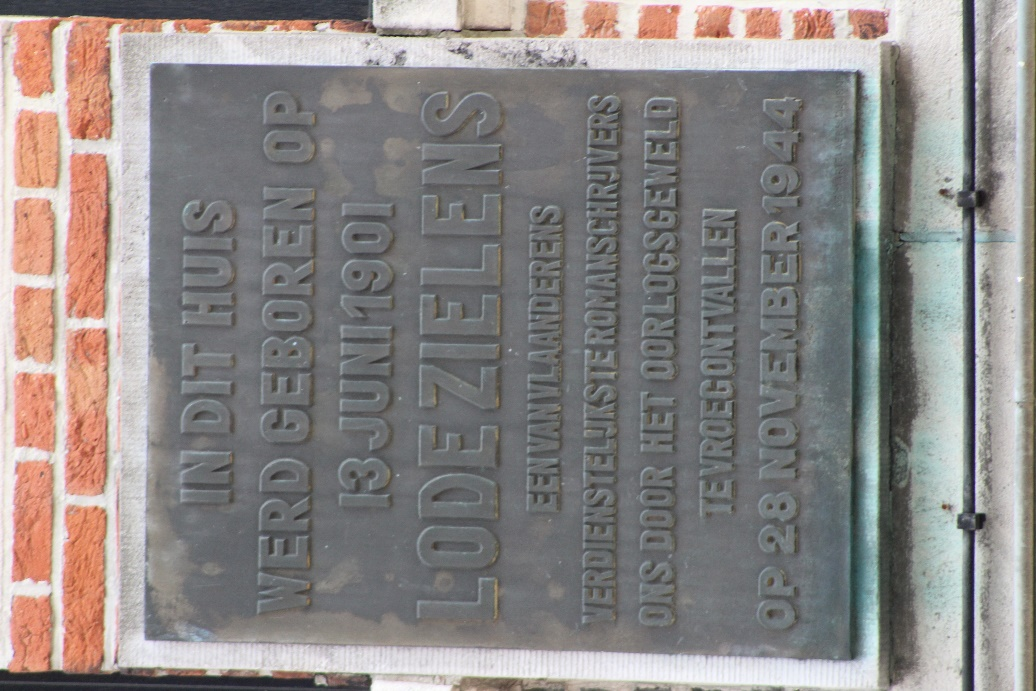 IN DIT HUIS
WERD GEBOREN OP
13 JUNI 1901
LODE ZIELENS
EEN VAN VLAANDERENS
VERDIENSTELIJKSTE ROMANSCHRIJVERS
ONS DOOR HET OORLOGSGEWELD
TE VROEG ONTVALLEN
OP 28 NOVEMBER 1944